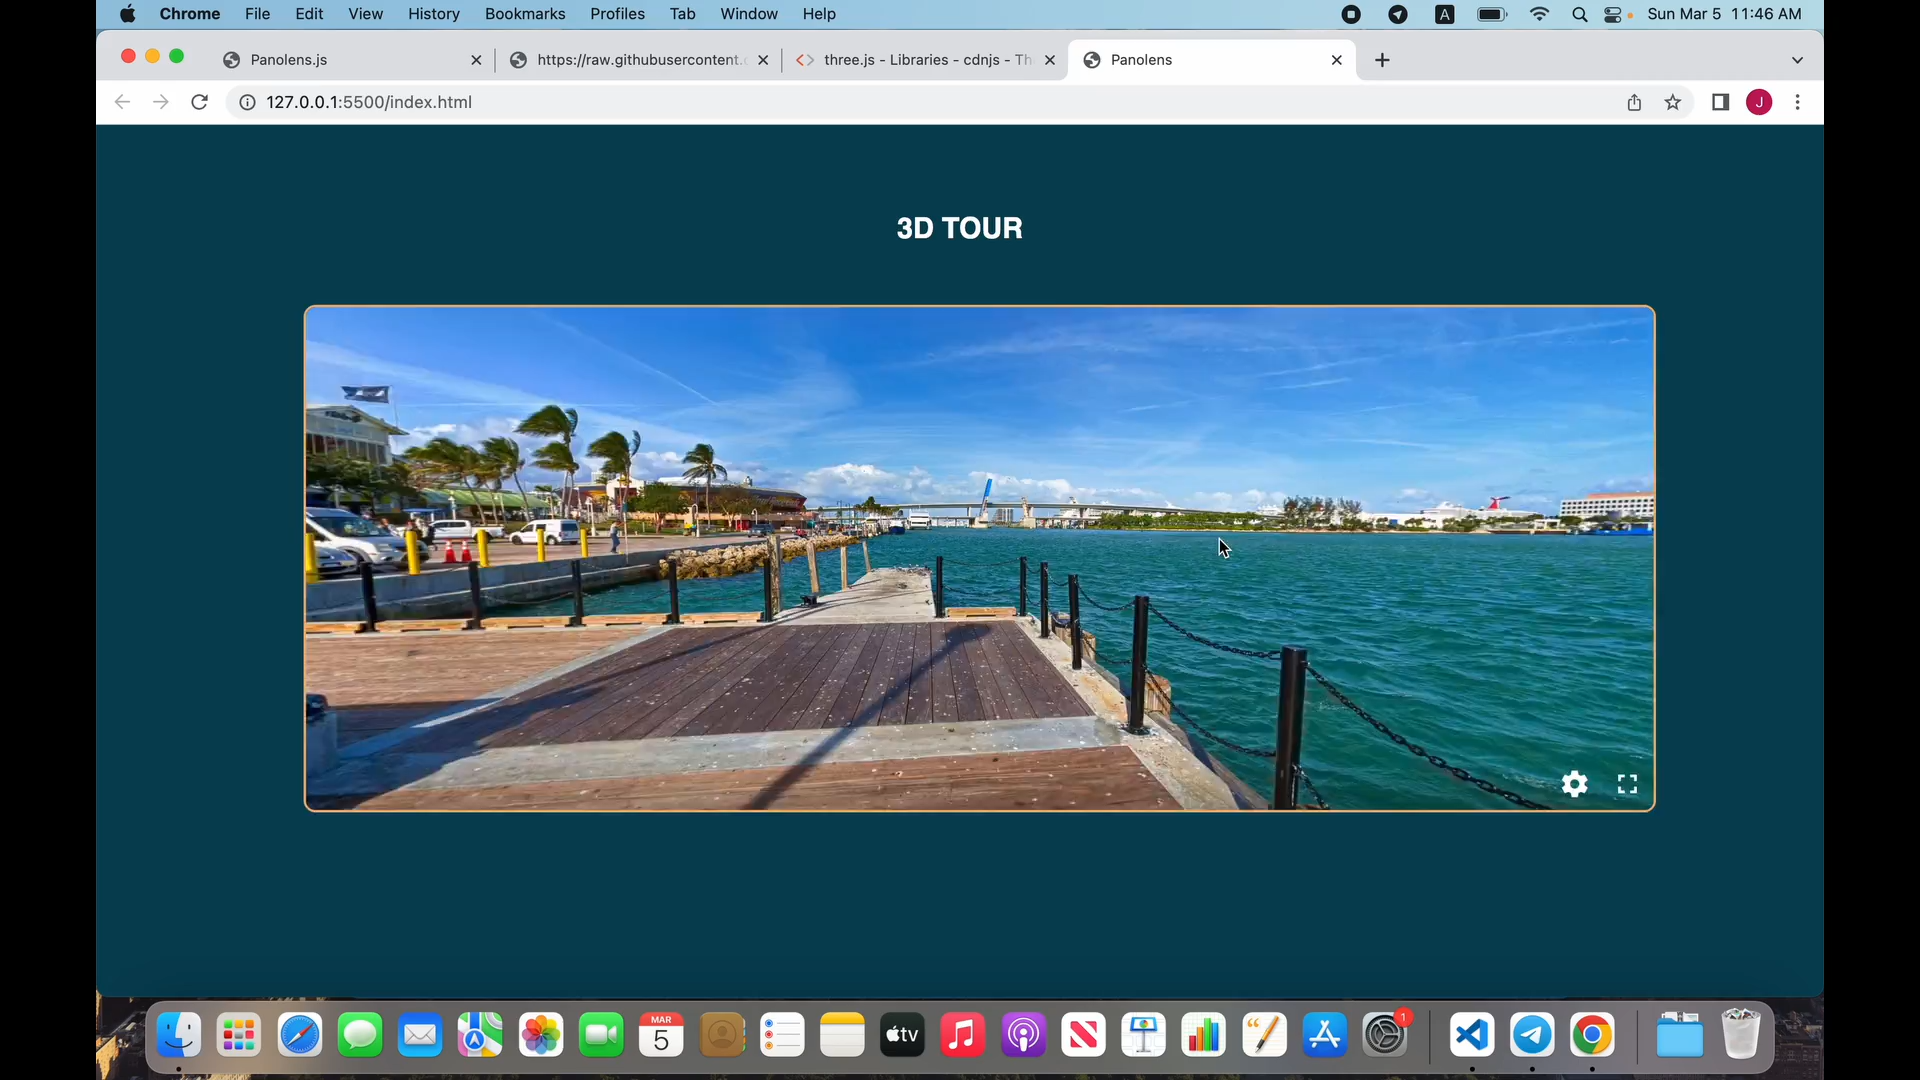 Chrome File Edit View History Bookmarks Profiles Tab Window Help A Sun Mar 5 11:46 AM
Panolens.js https://raw.githubusercontent. three.js - Libraries - cdnjs - Th Panolens
127.0.0.1:5500/index.html J
3D TOUR
MAR
5
tv
1